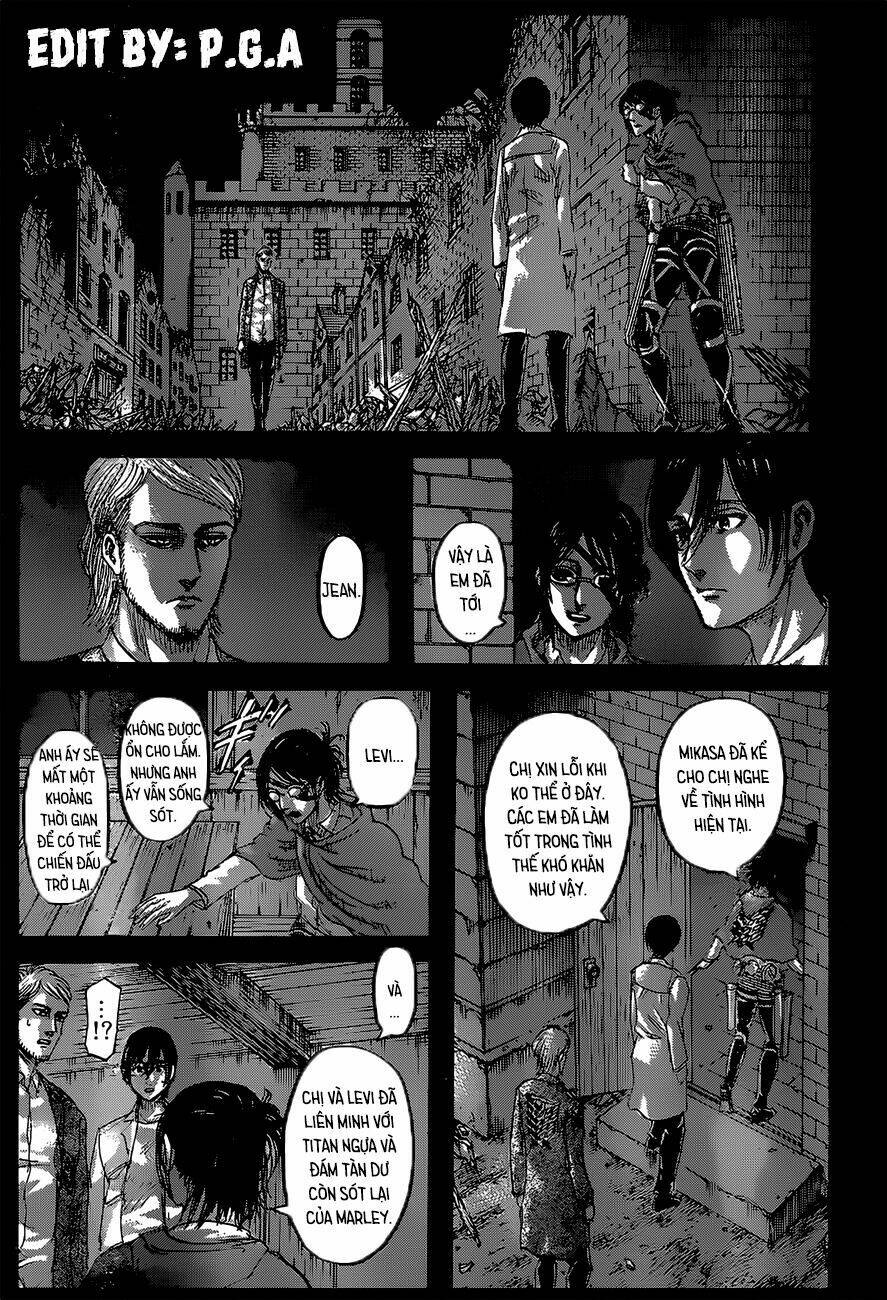 EDIT BY: P.G.A
VẬY LÀ
EM ĐÃ
TỚI
...
JEAN.
MIKASA ĐÃ KỂ
CHO CHỊ NGHE
VỀ TÌNH HÌNH
HIỆN TẠI.
CHỊ XIN LỖI KHI
KO THỂ Ở ĐÂY.
CÁC EM ĐÃ LÀM
TỐT TRONG TÌNH
THẾ KHÓ KHĂN
NHƯ VẬY.
LEVI...
KHÔNG ĐƯỢC
ỔN CHO LẮM.
NHƯNG ANH
ẤY VẪN SỐNG
SÓT.
ANH ẤY SẼ
MẤT MỘT
KHOẢNG
THỜI GIAN
ĐỂ CÓ THỂ
CHIẾN ĐẤU
TRỞ LẠI.
VÀ
...
...
!?
CHỊ VÀ LEVI ĐÃ
LIÊN MINH VỚI
TITAN NGỰA VÀ
ĐÁM TÀN DƯ
CÒN SÓT LẠI
CỦA MARLEY.